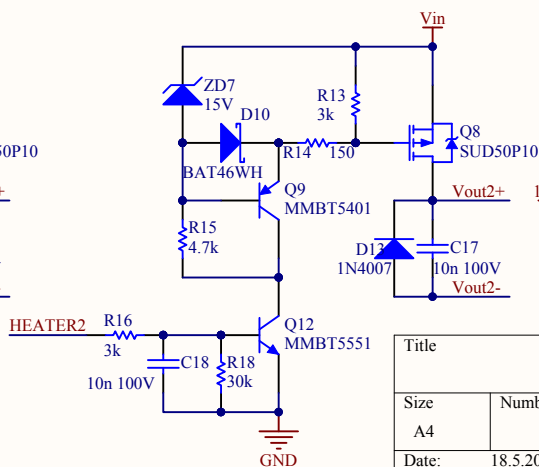 Vin
ZD7
15V
D10
R13
3k
50P10
BAT46WH
R14
150
Q8
SUD50P10
+
Q9
MMBT5401
Vout2+
1
R15
4.7k
D13
1N4007
C17
10n 100V
-
Vout2-
HEATER2
R16
3k
Q12
MMBT5551
C18
10n 100V
R18
30k
Title
Size
Numb
A4
Date:
18.5.20
GND